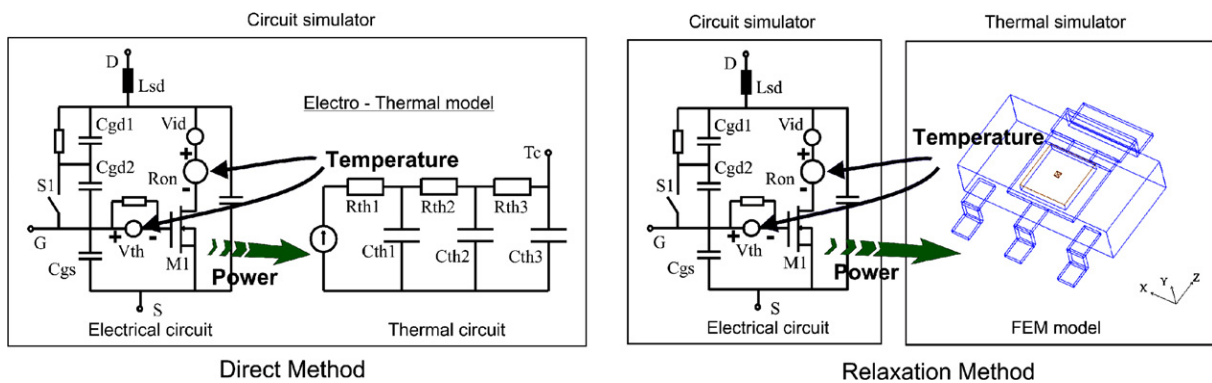 Circuit simulator
D
Lsd
Electro - Thermal model
Cgd1
Vid
+
Cgd2
Ron
-
Temperature
Tc
S1
Rth1
Rth2
Rth3
G
+
Vth
-
M1
Cgs
Power
Cth1
Cth2
Cth3
S
Electrical circuit
Thermal circuit
Direct Method
Circuit simulator
Thermal simulator
D
Lsd
Cgd1
Vid
+
Cgd2
Ron
-
Temperature
S1
G
+
Vth
-
M1
Cgs
Power
S
X
Y
Z
Electrical circuit
FEM model
Relaxation Method